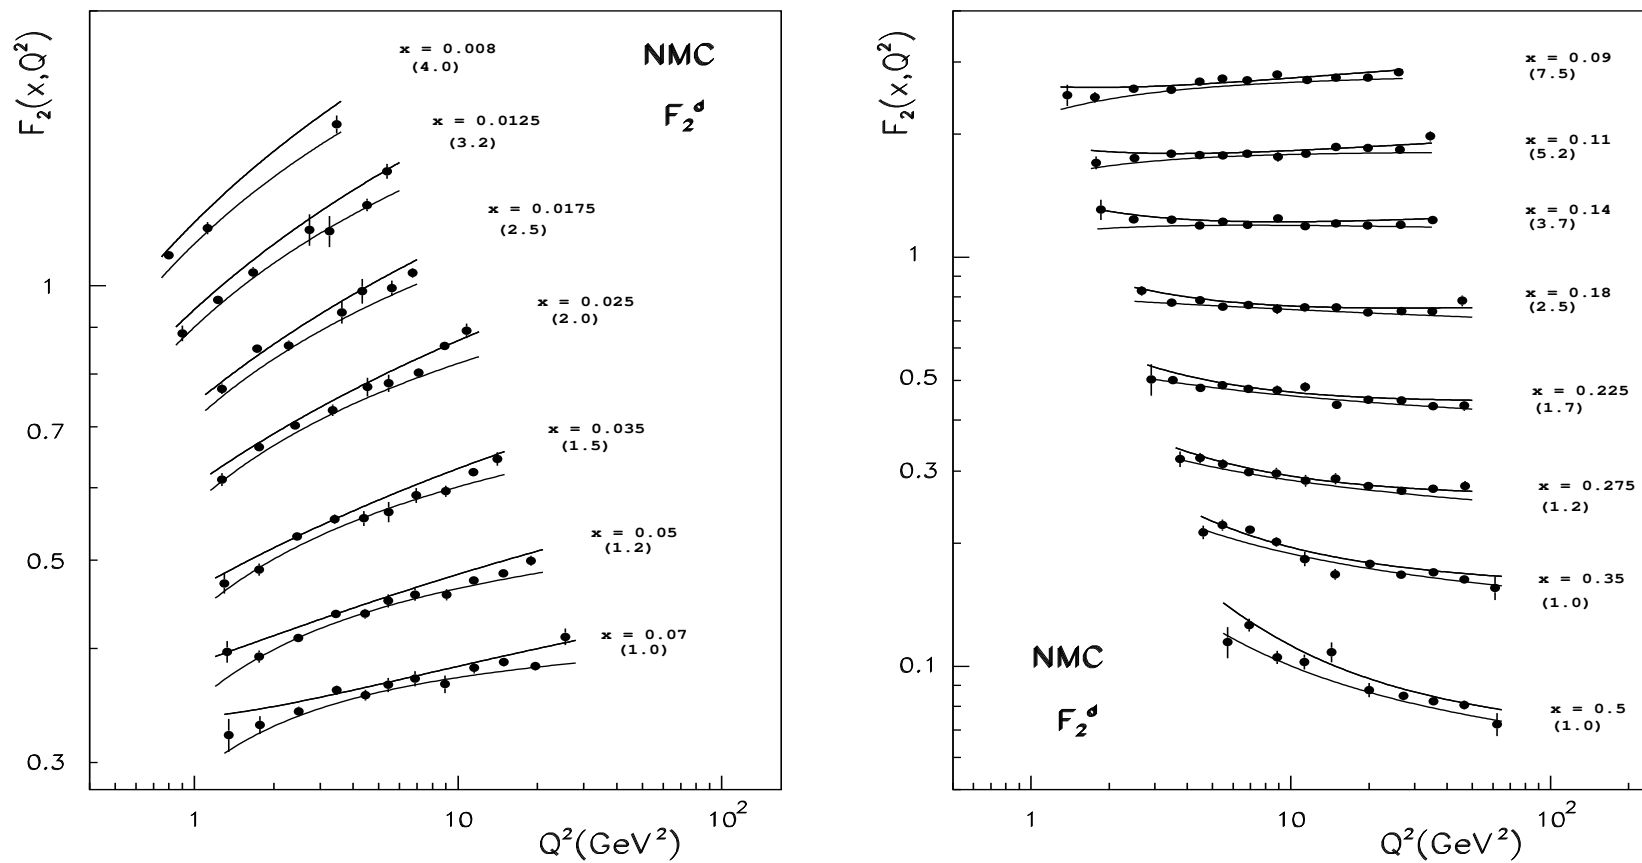 F₂(x,Q²)
x = 0.008
(4.0)
NMC
F₂ᵈ
x = 0.0125
(3.2)
x = 0.0175
(2.5)
x = 0.025
(2.0)
x = 0.035
(1.5)
x = 0.05
(1.2)
x = 0.07
(1.0)
1
0.7
0.5
0.3
1
10
10²
Q²(GeV²)
F₂(x,Q²)
x = 0.09
(7.5)
x = 0.11
(5.2)
x = 0.14
(3.7)
x = 0.18
(2.5)
x = 0.225
(1.7)
x = 0.275
(1.2)
x = 0.35
(1.0)
x = 0.5
(1.0)
NMC
F₂ᵈ
1
0.5
0.3
0.1
1
10
10²
Q²(GeV²)